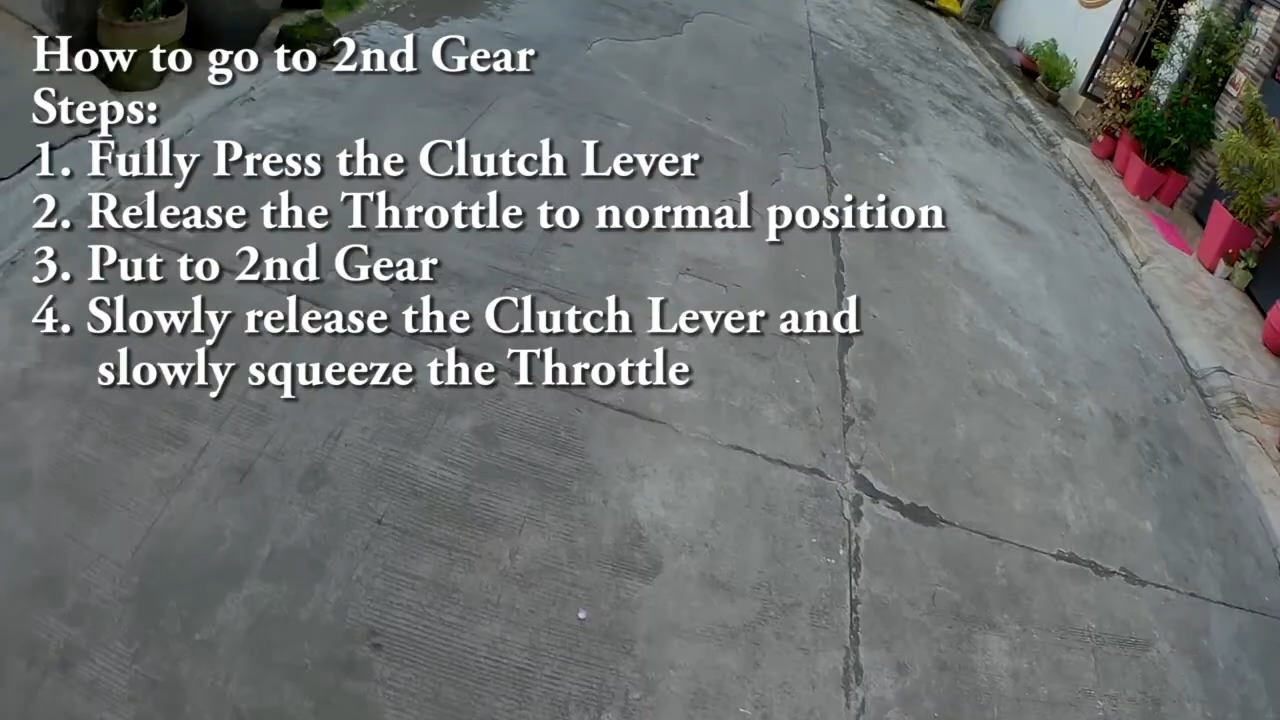 How to go to 2nd Gear
Steps:
1. Fully Press the Clutch Lever
2. Release the Throttle to normal position
3. Put to 2nd Gear
4. Slowly release the Clutch Lever and
slowly squeeze the Throttle